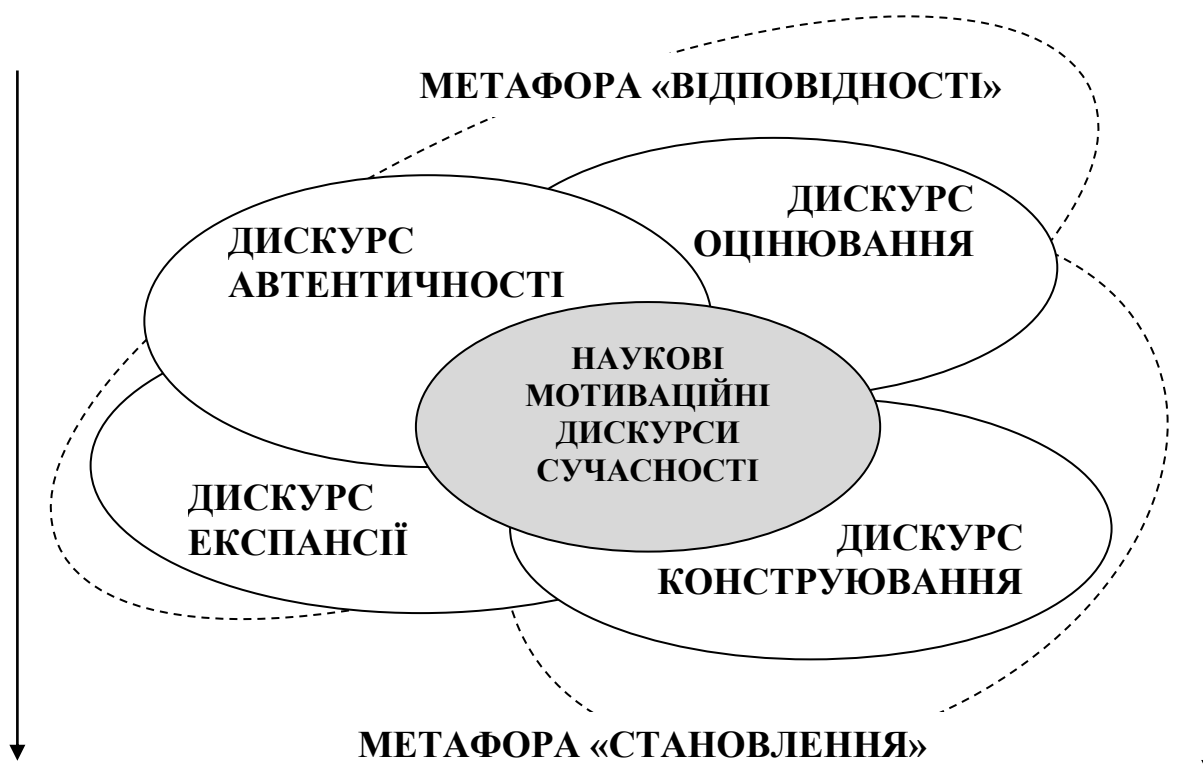 МЕТАФОРА «ВІДПОВІДНОСТІ»
ДИСКУРС
ОЦІНЮВАННЯ
ДИСКУРС
АВТЕНТИЧНОСТІ
НАУКОВІ
МОТИВАЦІЙНІ
ДИСКУРСИ
СУЧАСНОСТІ
ДИСКУРС
ЕКСПАНСІЇ
ДИСКУРС
КОНСТРУЮВАННЯ
МЕТАФОРА «СТАНОВЛЕННЯ»